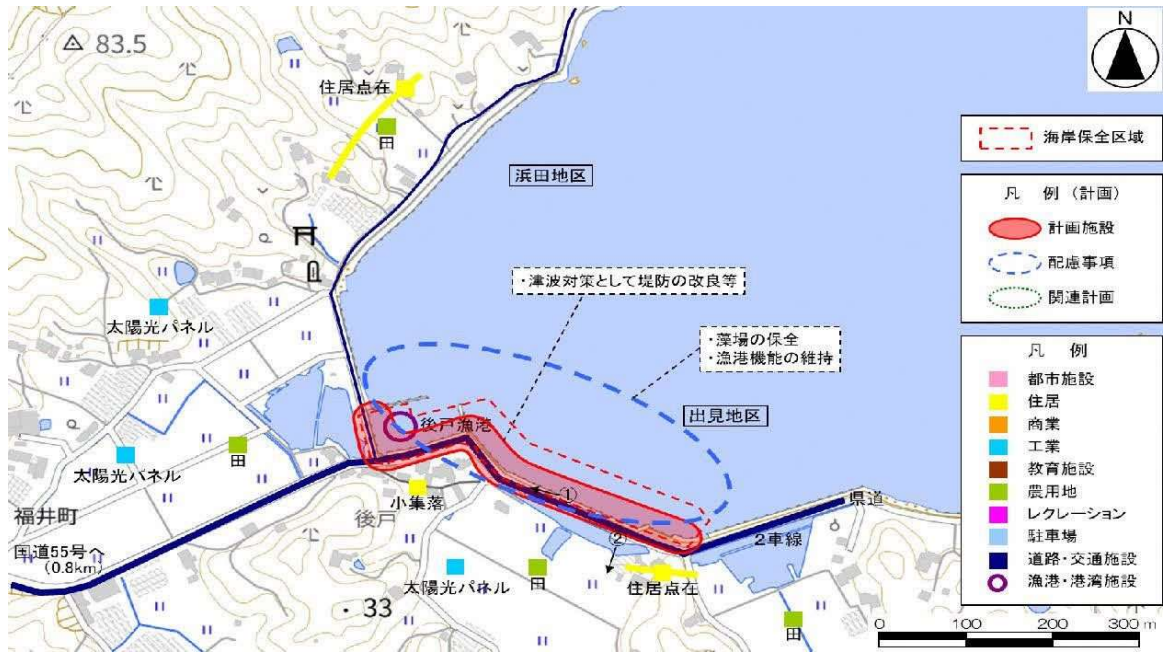 83.5
住居点在
田
浜田地区
・津波対策として堤防の改良等
・藻場の保全
・漁港機能の維持
太陽光パネル
出見地区
後戸漁港
太陽光パネル
田
①
県道
小集落
福井町
後戸
2車線
国道55号へ
(0.8km)
②
太陽光パネル
田
住居点在
33
田
N
海岸保全区域
凡 例 (計画)
計画施設
配慮事項
関連計画
凡 例
都市施設
住居
商業
工業
教育施設
農用地
レクレーション
駐車場
道路・交通施設
漁港・港湾施設
0 100 200 300 m